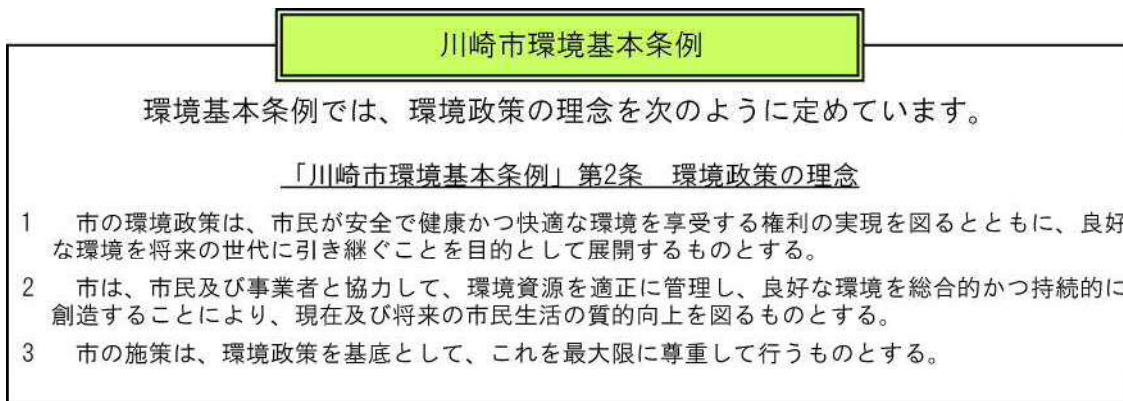 川崎市環境基本条例
環境基本条例では、環境政策の理念を次のように定めています。
「川崎市環境基本条例」第2条　環境政策の理念
1　市の環境政策は、市民が安全で健康かつ快適な環境を享受する権利の実現を図るとともに、良好
な環境を将来の世代に引き継ぐことを目的として展開するものとする。
2　市は、市民及び事業者と協力して、環境資源を適正に管理し、良好な環境を総合的かつ持続的に
創造することにより、現在及び将来の市民生活の質的向上を図るものとする。
3　市の施策は、環境政策を基底として、これを最大限に尊重して行うものとする。